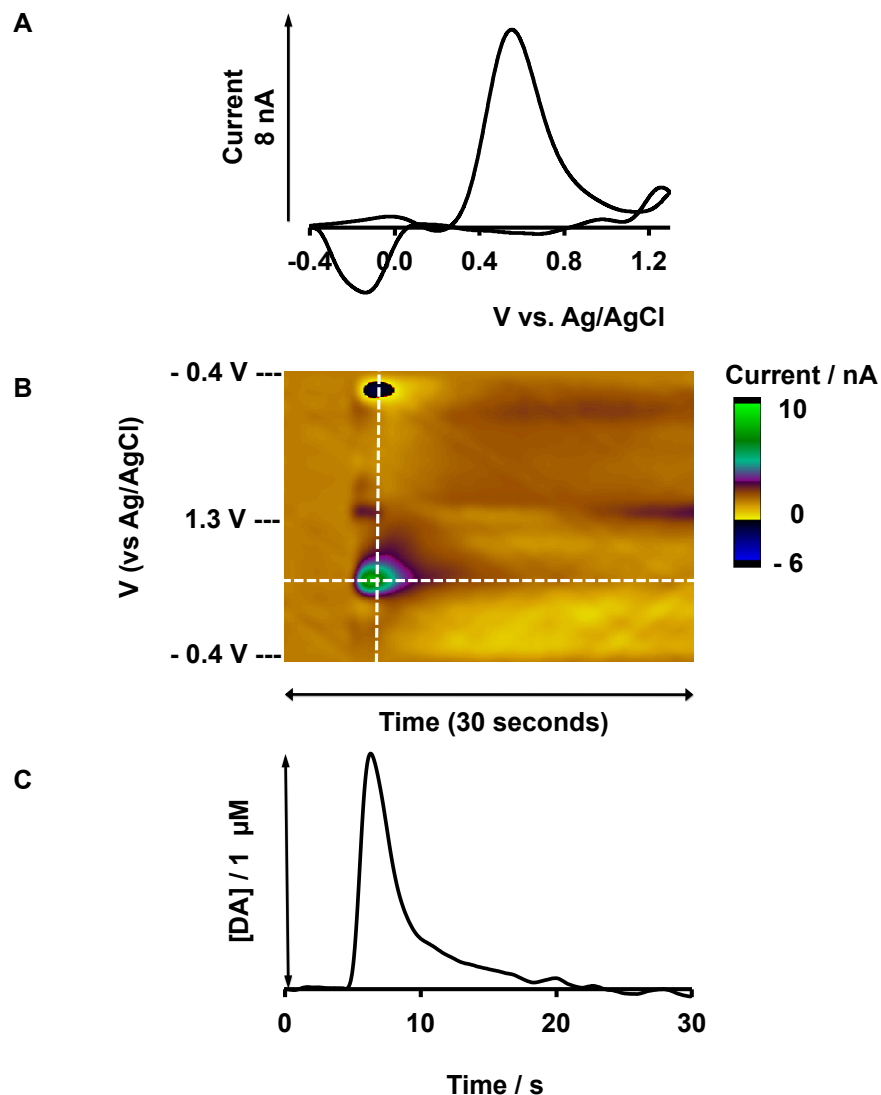 A
Current
8 nA
-0.4 0.0 0.4 0.8 1.2
V vs. Ag/AgCl
B
V (vs Ag/AgCl)
- 0.4 V ---
1.3 V ---
- 0.4 V ---
Current / nA
10
0
- 6
Time (30 seconds)
C
[DA] / 1 µM
0 10 20 30
Time / s